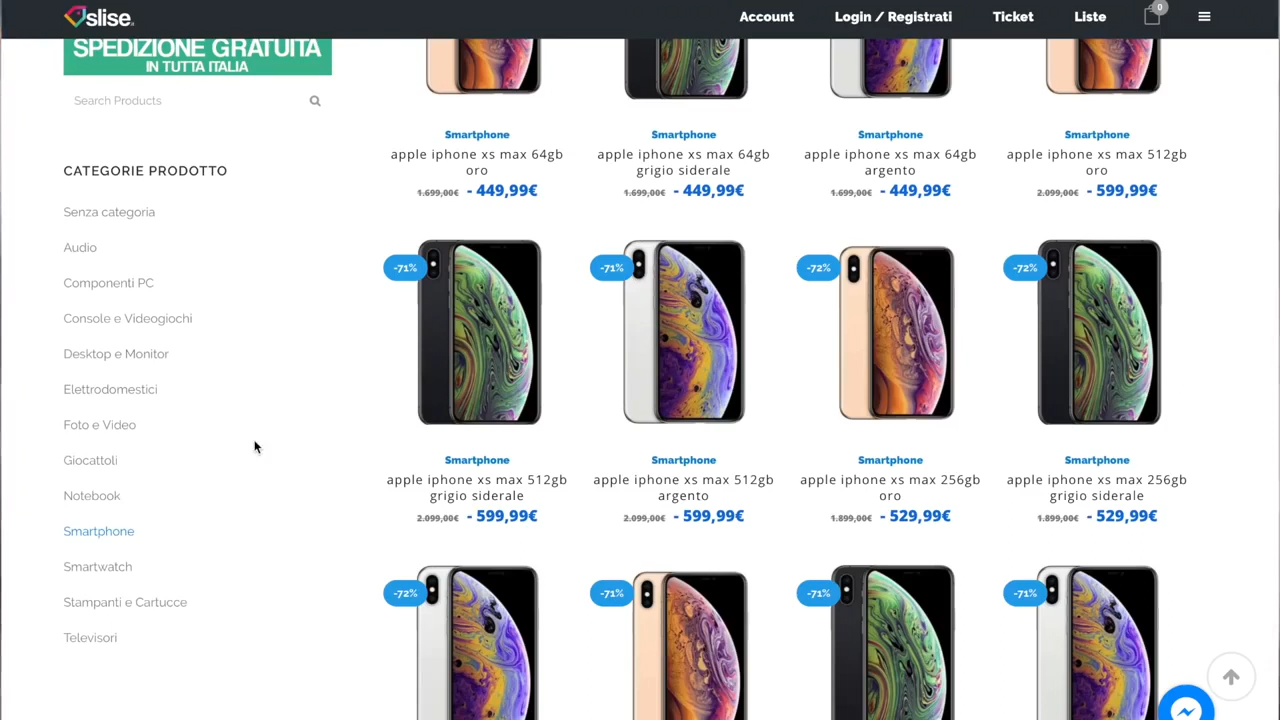 slise.it
Account
Login / Registrati
Ticket
Liste
0
SPEDIZIONE GRATUITA
IN TUTTA ITALIA
Search Products
CATEGORIE PRODOTTO
Senza categoria
Audio
Componenti PC
Console e Videogiochi
Desktop e Monitor
Elettrodomestici
Foto e Video
Giocattoli
Notebook
Smartphone
Smartwatch
Stampanti e Cartucce
Televisori
Smartphone
apple iphone xs max 64gb
oro
1.699,00€ - 449,99€
Smartphone
apple iphone xs max 64gb
grigio siderale
1.699,00€ - 449,99€
Smartphone
apple iphone xs max 64gb
argento
1.699,00€ - 449,99€
Smartphone
apple iphone xs max 512gb
oro
2.099,00€ - 599,99€
-71%
Smartphone
apple iphone xs max 512gb
grigio siderale
2.099,00€ - 599,99€
-71%
Smartphone
apple iphone xs max 512gb
argento
2.099,00€ - 599,99€
-72%
Smartphone
apple iphone xs max 256gb
oro
1.899,00€ - 529,99€
-72%
Smartphone
apple iphone xs max 256gb
grigio siderale
1.899,00€ - 529,99€
-72%
-71%
-71%
-71%